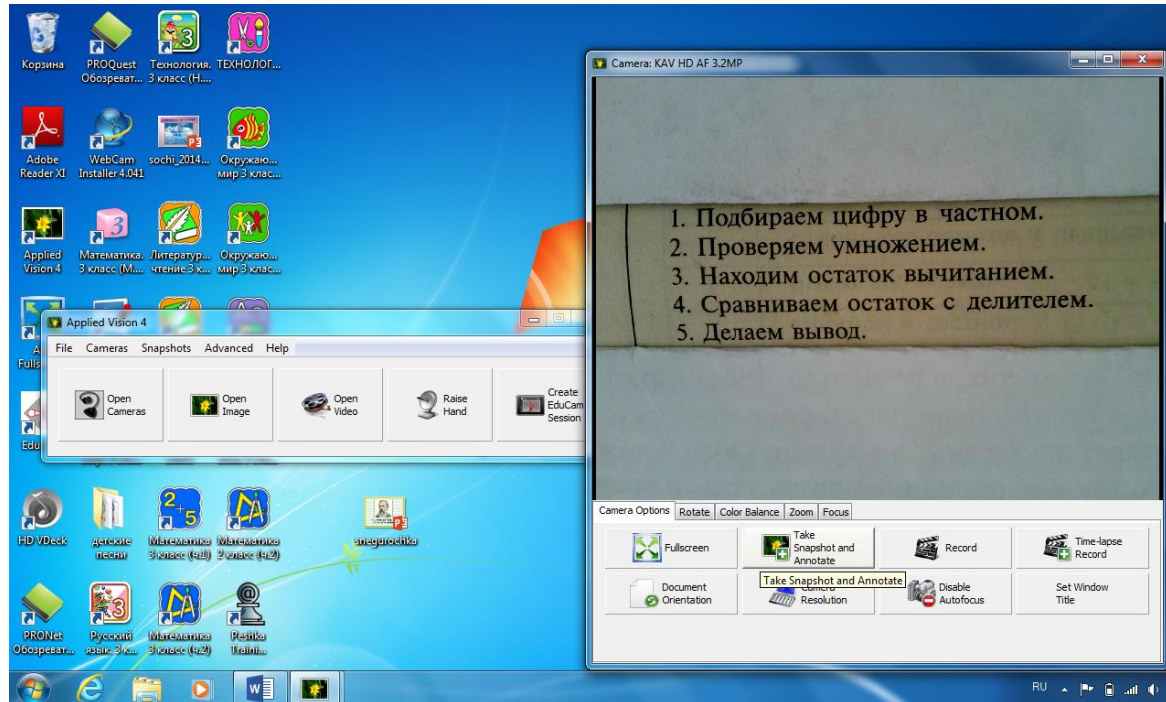 Корзина
PROQuest Обозреват...
Технология. 3 класс (Н....
ТЕХНОЛОГ...
Adobe Reader XI
WebCam Installer 4.041
sochi_2014...
Окружаю... мир 3 клас...
Applied Vision 4
Математика. 3 класс (М....
Литератур... чтение 3 к...
Окружаю... мир 3 клас...
Applied Vision 4
File Cameras Snapshots Advanced Help
Open Cameras
Open Image
Open Video
Raise Hand
Create EduCam Session
HD VDeck
детские песни
Математика 3 класс (ч.1)
Математика 2 класс (ч.2)
snegurochka
PRONet Обозреват...
Русский язык. 3 к...
Математика 3 класс (ч.2)
Peshka Traini...
Camera: KAV HD AF 3.2MP
1. Подбираем цифру в частном.
2. Проверяем умножением.
3. Находим остаток вычитанием.
4. Сравниваем остаток с делителем.
5. Делаем вывод.
Camera Options Rotate Color Balance Zoom Focus
Fullscreen
Take Snapshot and Annotate
Record
Time-lapse Record
Take Snapshot and Annotate
Document Orientation
Resolution
Disable Autofocus
Set Window Title
RU